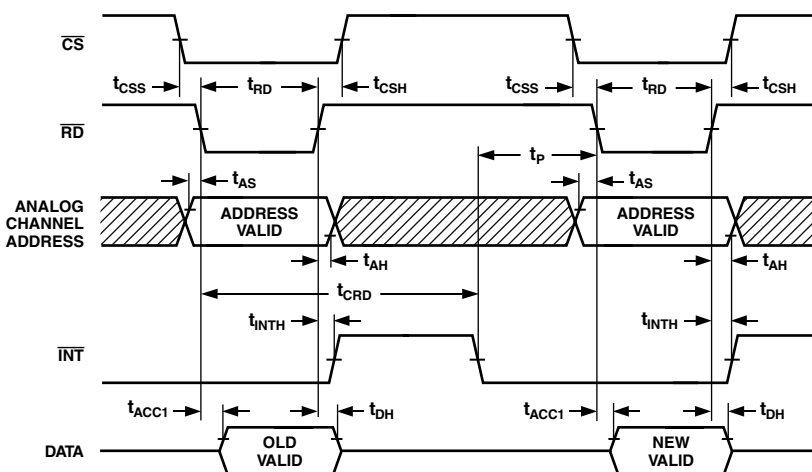 CS
tCSS tRD tCSH tCSS tRD tCSH
RD
tP
tAS tAS
ANALOG
CHANNEL
ADDRESS
ADDRESS
VALID
ADDRESS
VALID
tAH tAH
tCRD
tINTH tINTH
INT
tACC1 tDH tACC1 tDH
DATA
OLD
VALID
NEW
VALID